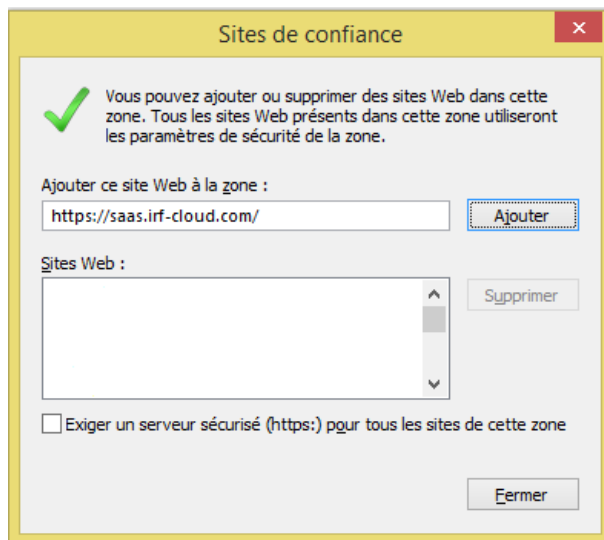 Sites de confiance
Vous pouvez ajouter ou supprimer des sites Web dans cette
zone. Tous les sites Web présents dans cette zone utiliseront
les paramètres de sécurité de la zone.
Ajouter ce site Web à la zone :
https://saas.irf-cloud.com/
Ajouter
Sites Web :
Supprimer
Exiger un serveur sécurisé (https:) pour tous les sites de cette zone
Fermer